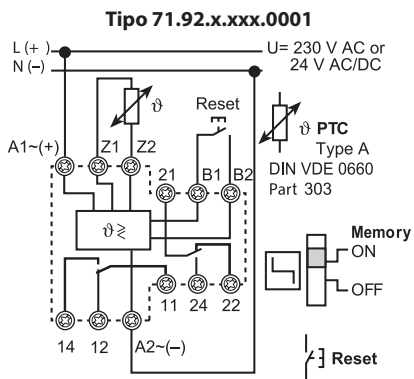 Tipo 71.92.x.xxx.0001
L (+)
U= 230 V AC or
N (–)
24 V AC/DC
ϑ
Reset
ϑ PTC
Type A
DIN VDE 0660
Part 303
A1~(+) Z1 Z2
21 B1 B2
ϑ≷
Memory
ON
OFF
11 24 22
14 12 A2~(–)
Reset